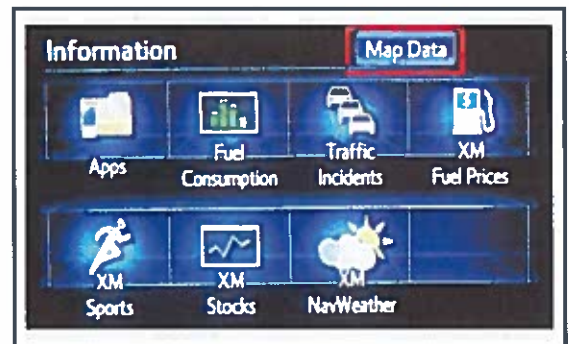 Information
Map Data
Apps
Fuel
Consumption
Traffic
Incidents
XM
Fuel Prices
XM
Sports
XM
Stocks
XM
NavWeather